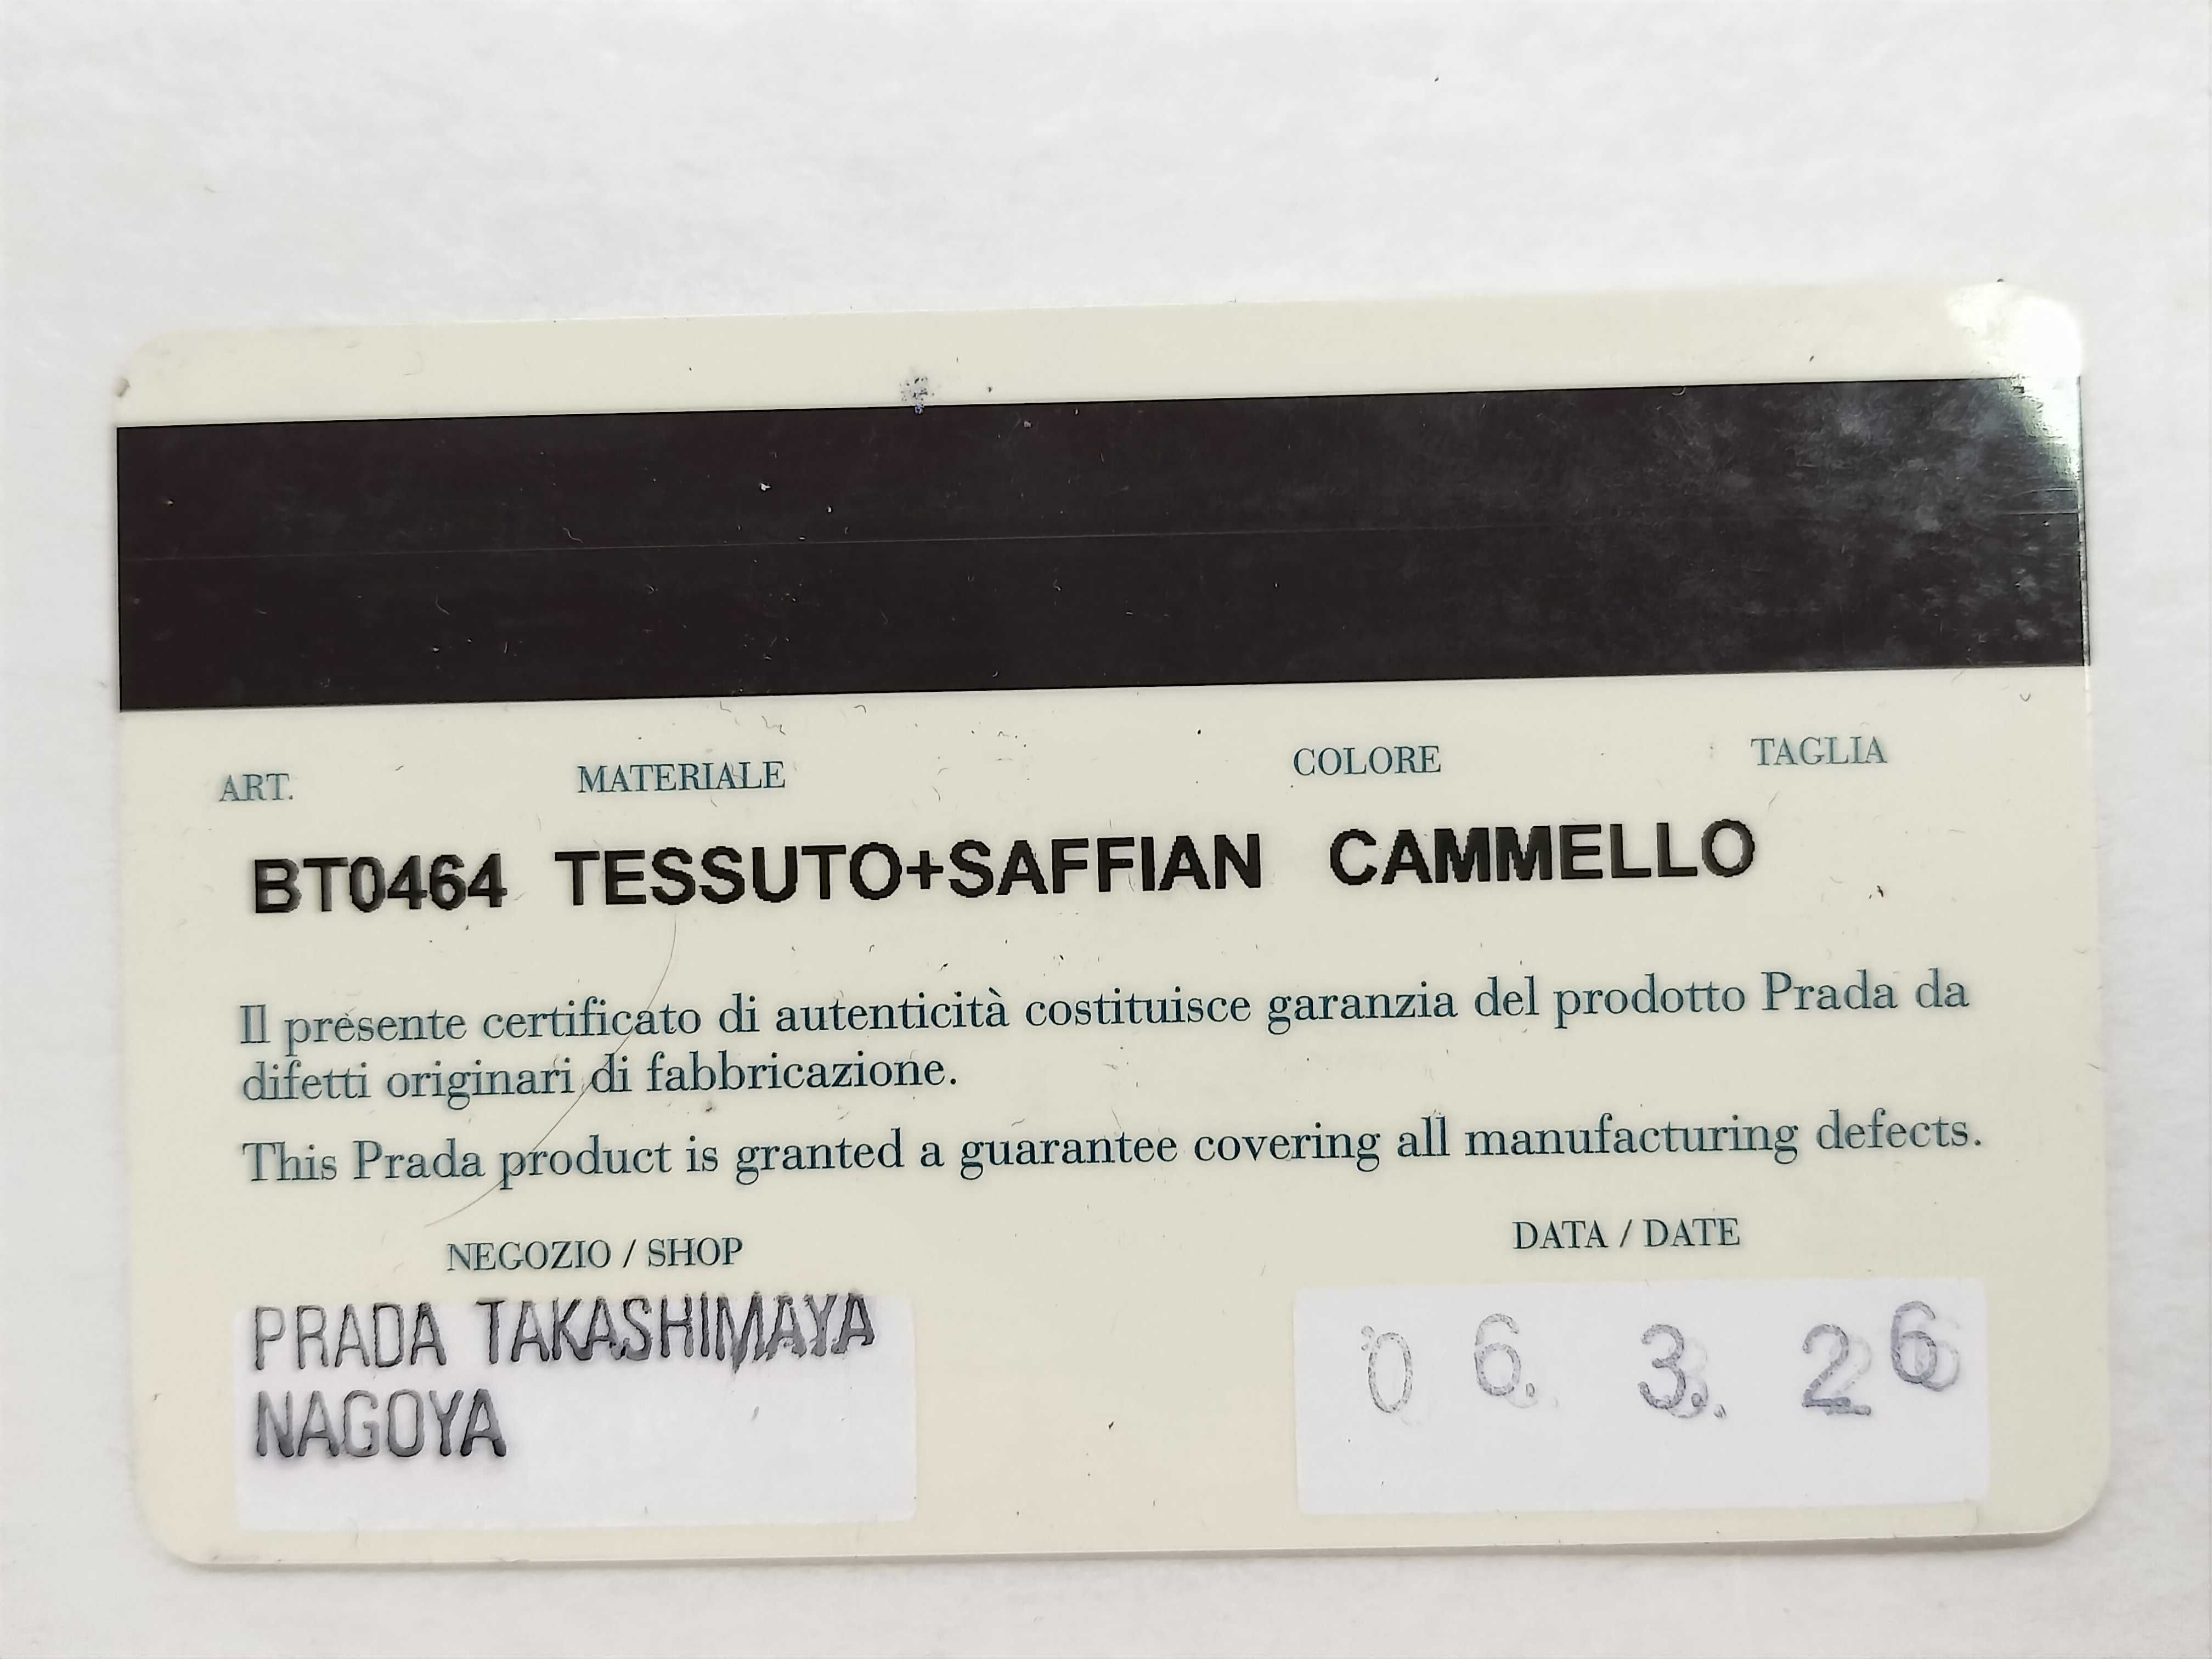 ART. MATERIALE COLORE TAGLIA
BT0464 TESSUTO+SAFFIAN CAMMELLO
Il presente certificato di autenticità costituisce garanzia del prodotto Prada da
difetti originari di fabbricazione.
This Prada product is granted a guarantee covering all manufacturing defects.
NEGOZIO / SHOP DATA / DATE
PRADA TAKASHIMAYA
NAGOYA
06. 3. 26